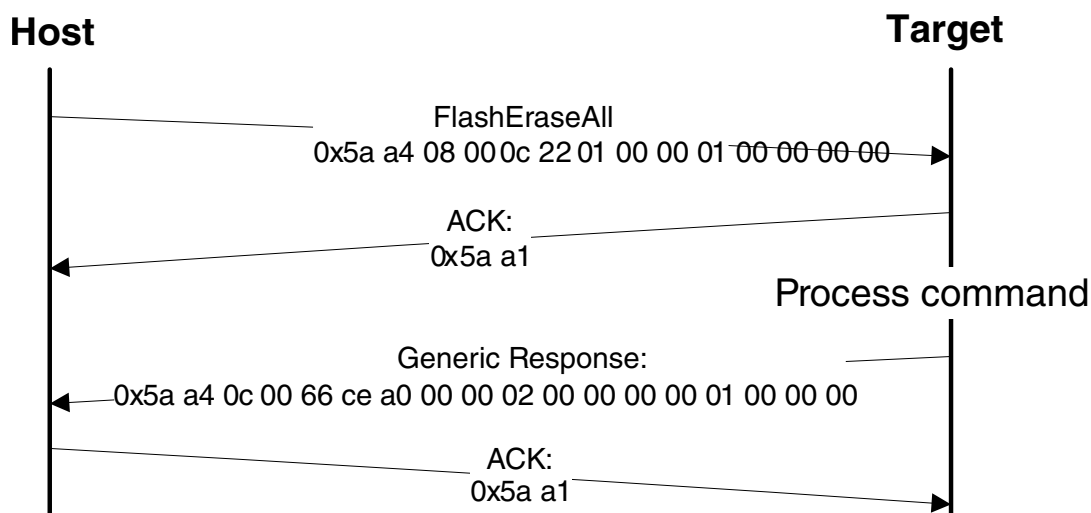 Host
Target
FlashEraseAll
0x5a a4 08 00 0c 22 01 00 00 01 00 00 00 00
ACK:
0x5a a1
Process command
Generic Response:
0x5a a4 0c 00 66 ce a0 00 00 02 00 00 00 00 01 00 00 00
ACK:
0x5a a1